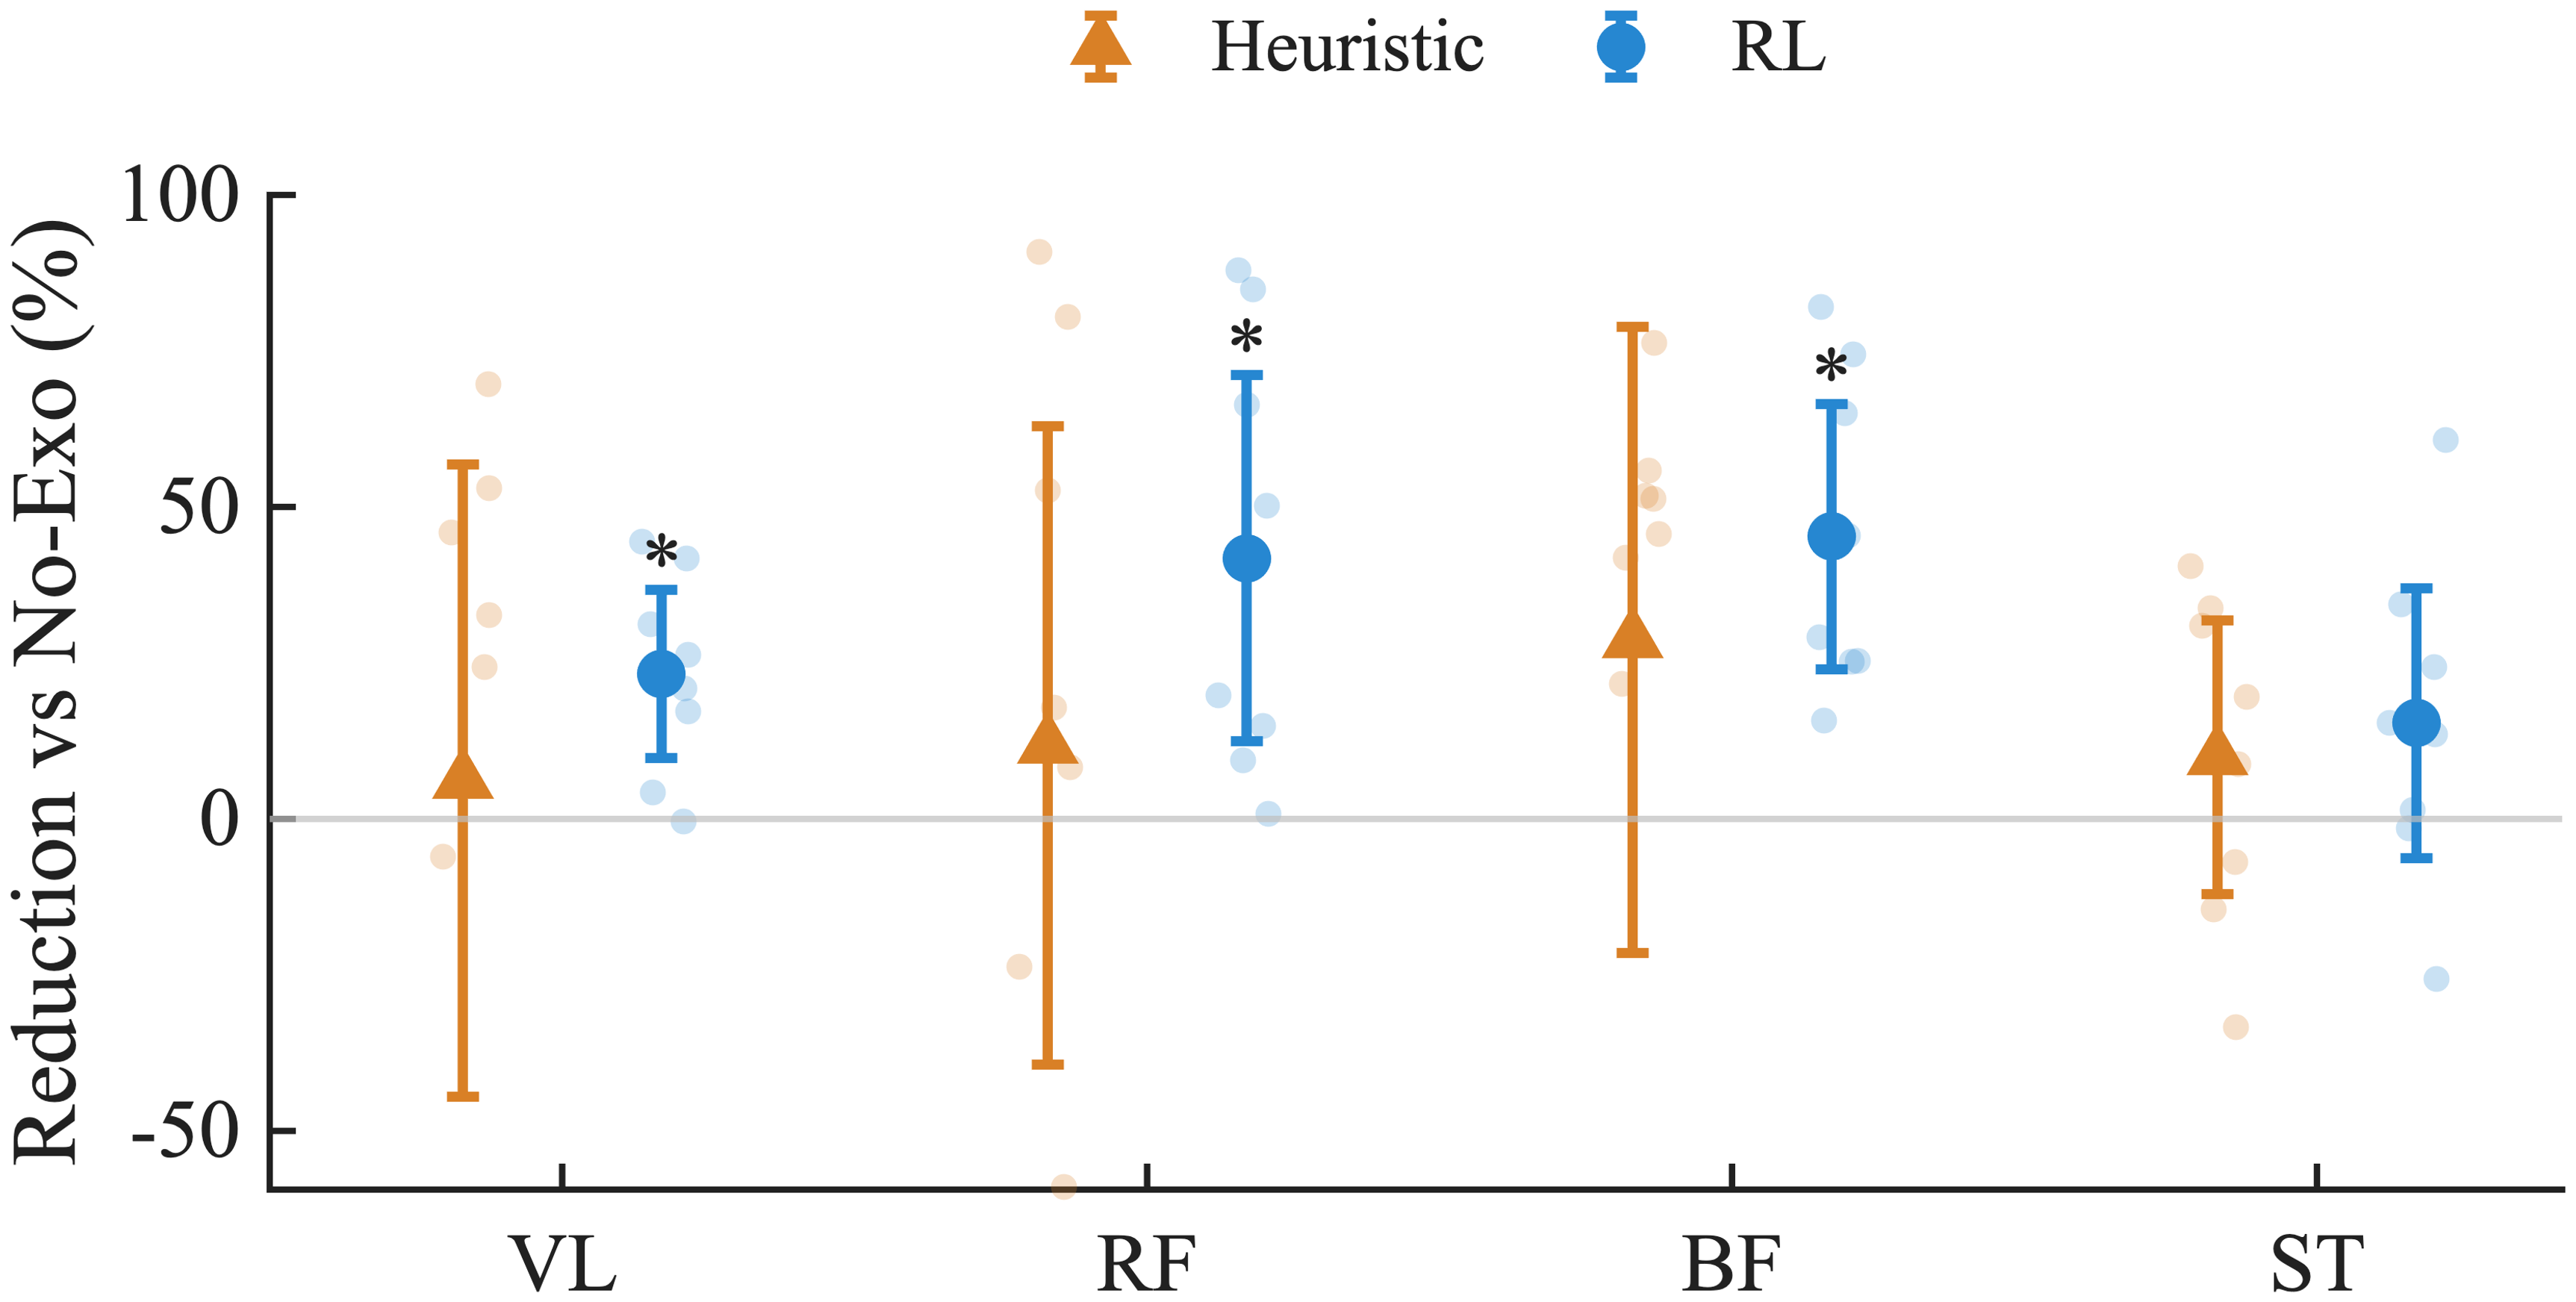 Heuristic RL
Reduction vs No-Exo (%)
100
50
0
-50
*
*
*
VL RF BF ST